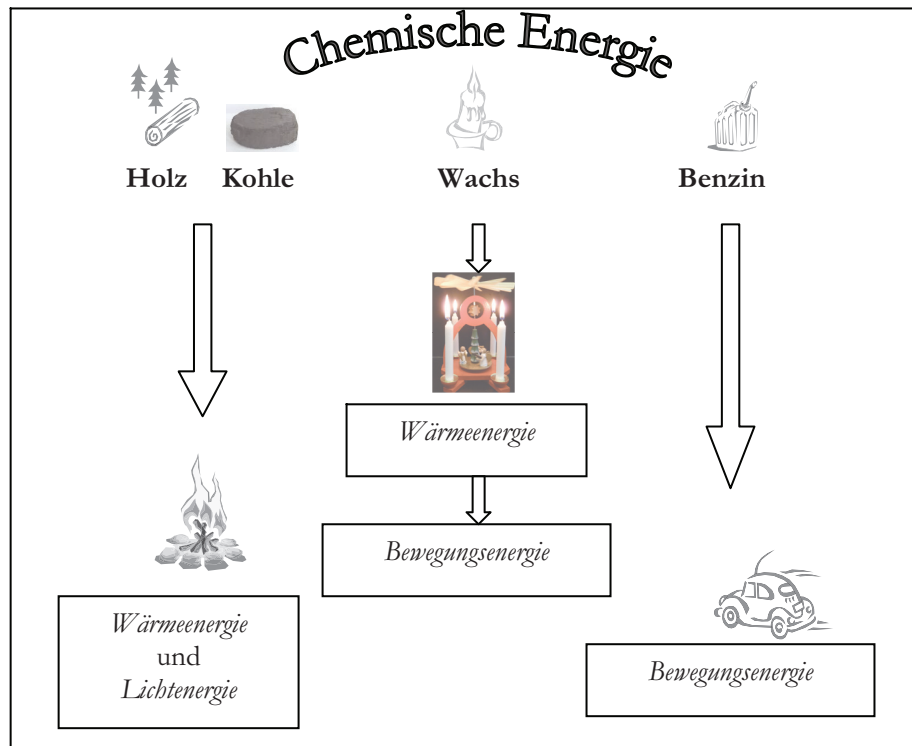 Chemische Energie
Holz Kohle Wachs Benzin
Wärmeenergie
Bewegungsenergie
Wärmeenergie
und
Lichtenergie
Bewegungsenergie